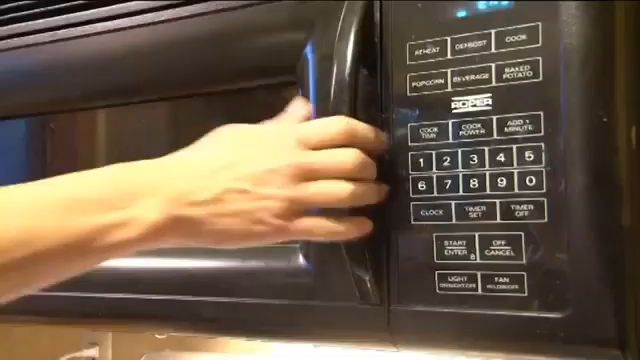 REHEAT DEFROST COOK
POPCORN BEVERAGE BAKED POTATO
ROPER
COOK TIME COOK POWER ADD 1 MINUTE
1 2 3 4 5
6 7 8 9 0
CLOCK TIMER SET TIMER OFF
START ENTER OFF CANCEL
LIGHT FAN